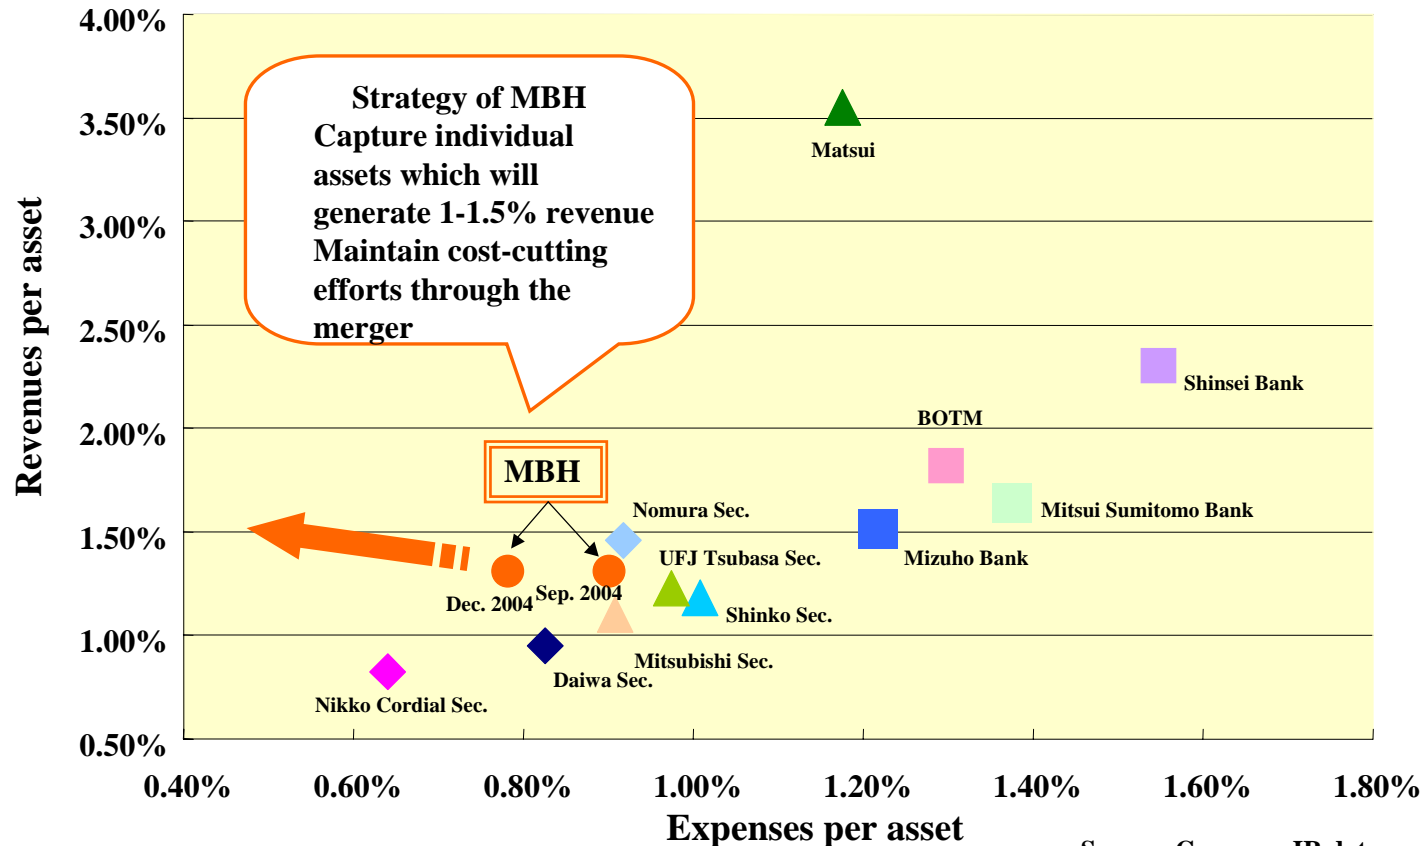 4.00%
3.50%
3.00%
2.50%
2.00%
1.50%
1.00%
0.50%
Revenues per asset
Strategy of MBH
Capture individual
assets which will
generate 1-1.5% revenue
Maintain cost-cutting
efforts through the
merger
Matsui
Shinsei Bank
BOTM
MBH
Mitsui Sumitomo Bank
Nomura Sec.
Mizuho Bank
UFJ Tsubasa Sec.
Dec. 2004
Sep. 2004
Shinko Sec.
Mitsubishi Sec.
Daiwa Sec.
Nikko Cordial Sec.
0.40% 0.60% 0.80% 1.00% 1.20% 1.40% 1.60% 1.80%
Expenses per asset